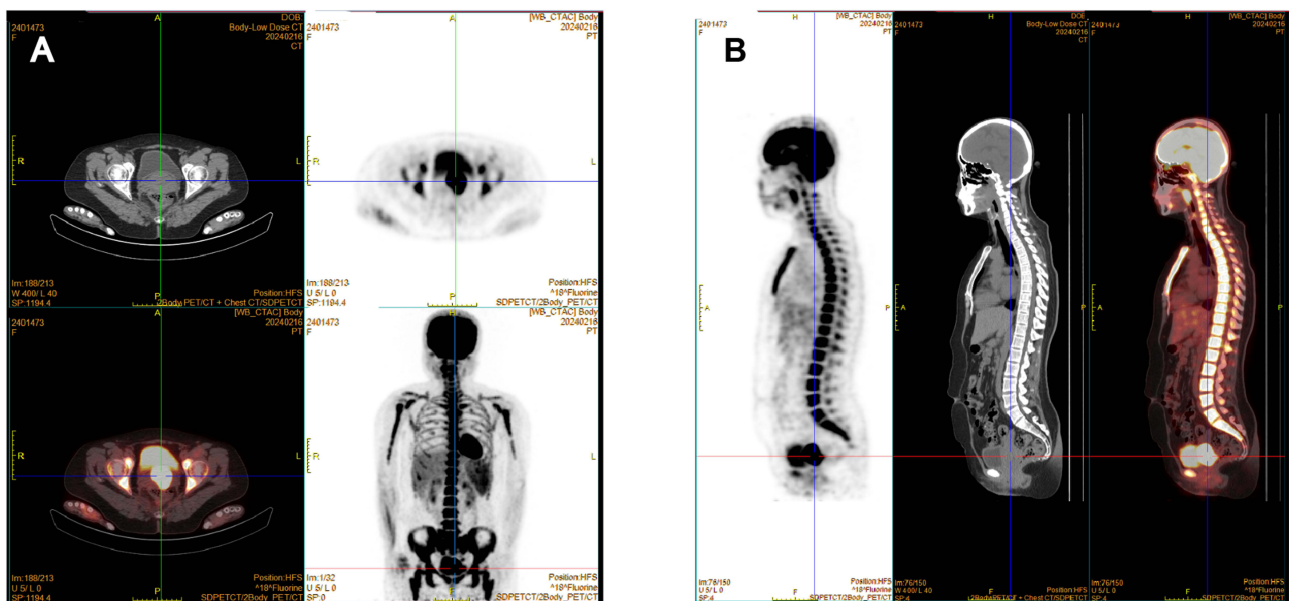 A
2401473
F
DOB:
Body-Low Dose CT
20240216
CT
A
R
L
Im:188/213
W 400/ L 40
SP:1194.4
P
Position:HFS
2Body PET/CT + Chest CT/SDPETCT
2401473
F
[WB_CTAC] Body
20240216
PT
A
R
L
Im:188/213
U 5/ L 0
SP:1194.4
P
Position:HFS
^18^Fluorine
SDPETCT/2Body_PET/CT
2401473
F
[WB_CTAC] Body
20240216
PT
A
R
L
Im:188/213
U 5/ L 0
SP:1194.4
P
Position:HFS
^18^Fluorine
SDPETCT/2Body_PET/CT
2401473
F
[WB_CTAC] Body
20240216
PT
H
R
L
Im:1/32
U 5/ L 0
SP:0
F
Position:HFS
^18^Fluorine
SDPETCT/2Body_PET/CT
B
2401473
F
[WB_CTAC] Body
20240216
PT
H
A
P
Im:76/150
U 5/ L 0
SP:4
F
Position:HFS
^18^Fluorine
SDPETCT/2Body_PET/CT
2401473
F
DOB
Body-Low Dose CT
20240216
CT
H
A
P
Im:76/150
W 400/ L 40
SP:4
F
Position:HFS
2Body PET/CT + Chest CT/SDPETCT
2401473
F
[WB_CTAC] Body
20240216
PT
H
A
P
Im:76/150
U 5/ L 0
SP:4
F
Position:HFS
^18^Fluorine
SDPETCT/2Body_PET/CT